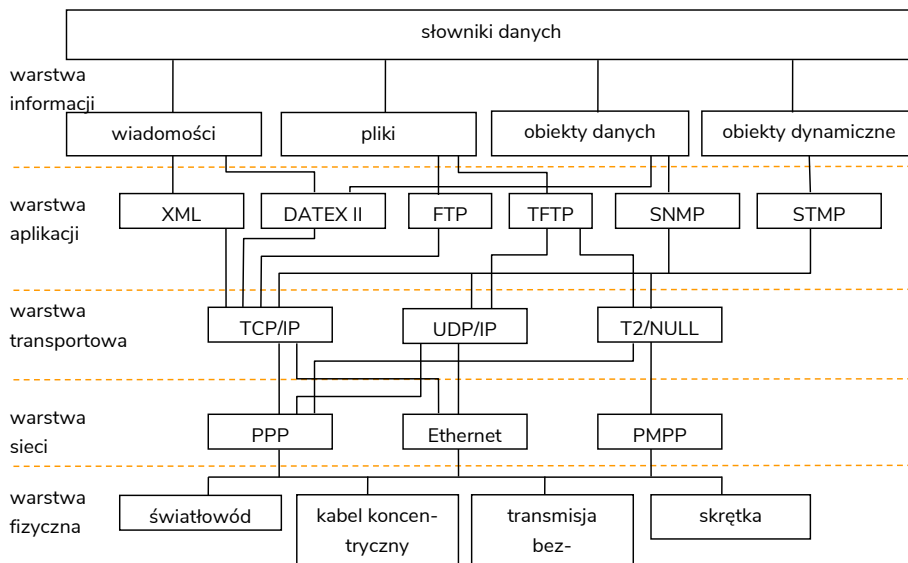 słowniki danych
warstwa
informacji
wiadomości
pliki
obiekty danych
obiekty dynamiczne
warstwa
aplikacji
XML
DATEX II
FTP
TFTP
SNMP
STMP
warstwa
transportowa
TCP/IP
UDP/IP
T2/NULL
warstwa
sieci
PPP
Ethernet
PMPP
warstwa
fizyczna
światłowód
kabel koncen-
tryczny
transmisja
bez-
skrętka